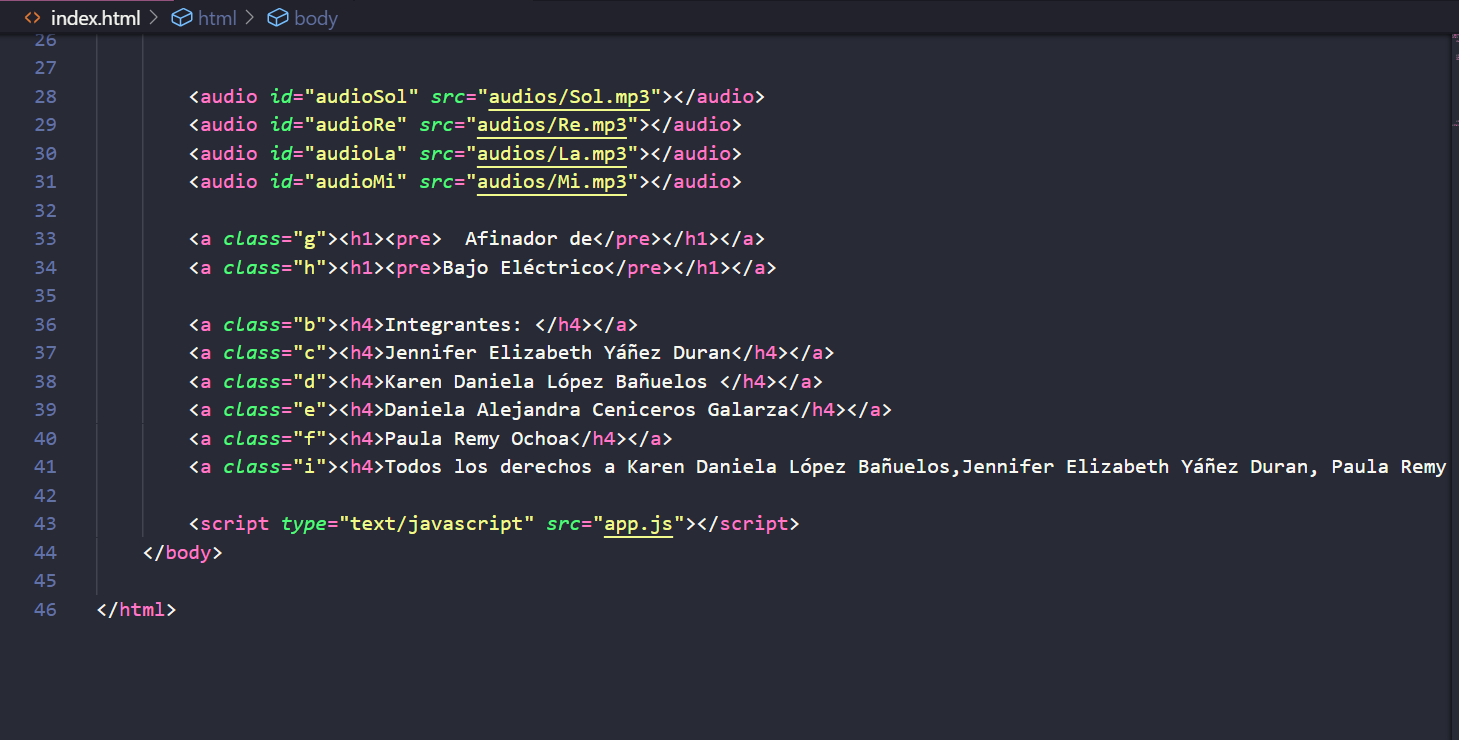 index.html > html > body
26
27
28 <audio id="audioSol" src="audios/Sol.mp3"></audio>
29 <audio id="audioRe" src="audios/Re.mp3"></audio>
30 <audio id="audioLa" src="audios/La.mp3"></audio>
31 <audio id="audioMi" src="audios/Mi.mp3"></audio>
32
33 <a class="g"><h1><pre>  Afinador de</pre></h1></a>
34 <a class="h"><h1><pre>Bajo Eléctrico</pre></h1></a>
35
36 <a class="b"><h4>Integrantes: </h4></a>
37 <a class="c"><h4>Jennifer Elizabeth Yáñez Duran</h4></a>
38 <a class="d"><h4>Karen Daniela López Bañuelos </h4></a>
39 <a class="e"><h4>Daniela Alejandra Ceniceros Galarza</h4></a>
40 <a class="f"><h4>Paula Remy Ochoa</h4></a>
41 <a class="i"><h4>Todos los derechos a Karen Daniela López Bañuelos,Jennifer Elizabeth Yáñez Duran, Paula Remy
42
43 <script type="text/javascript" src="app.js"></script>
44 </body>
45
46 </html>